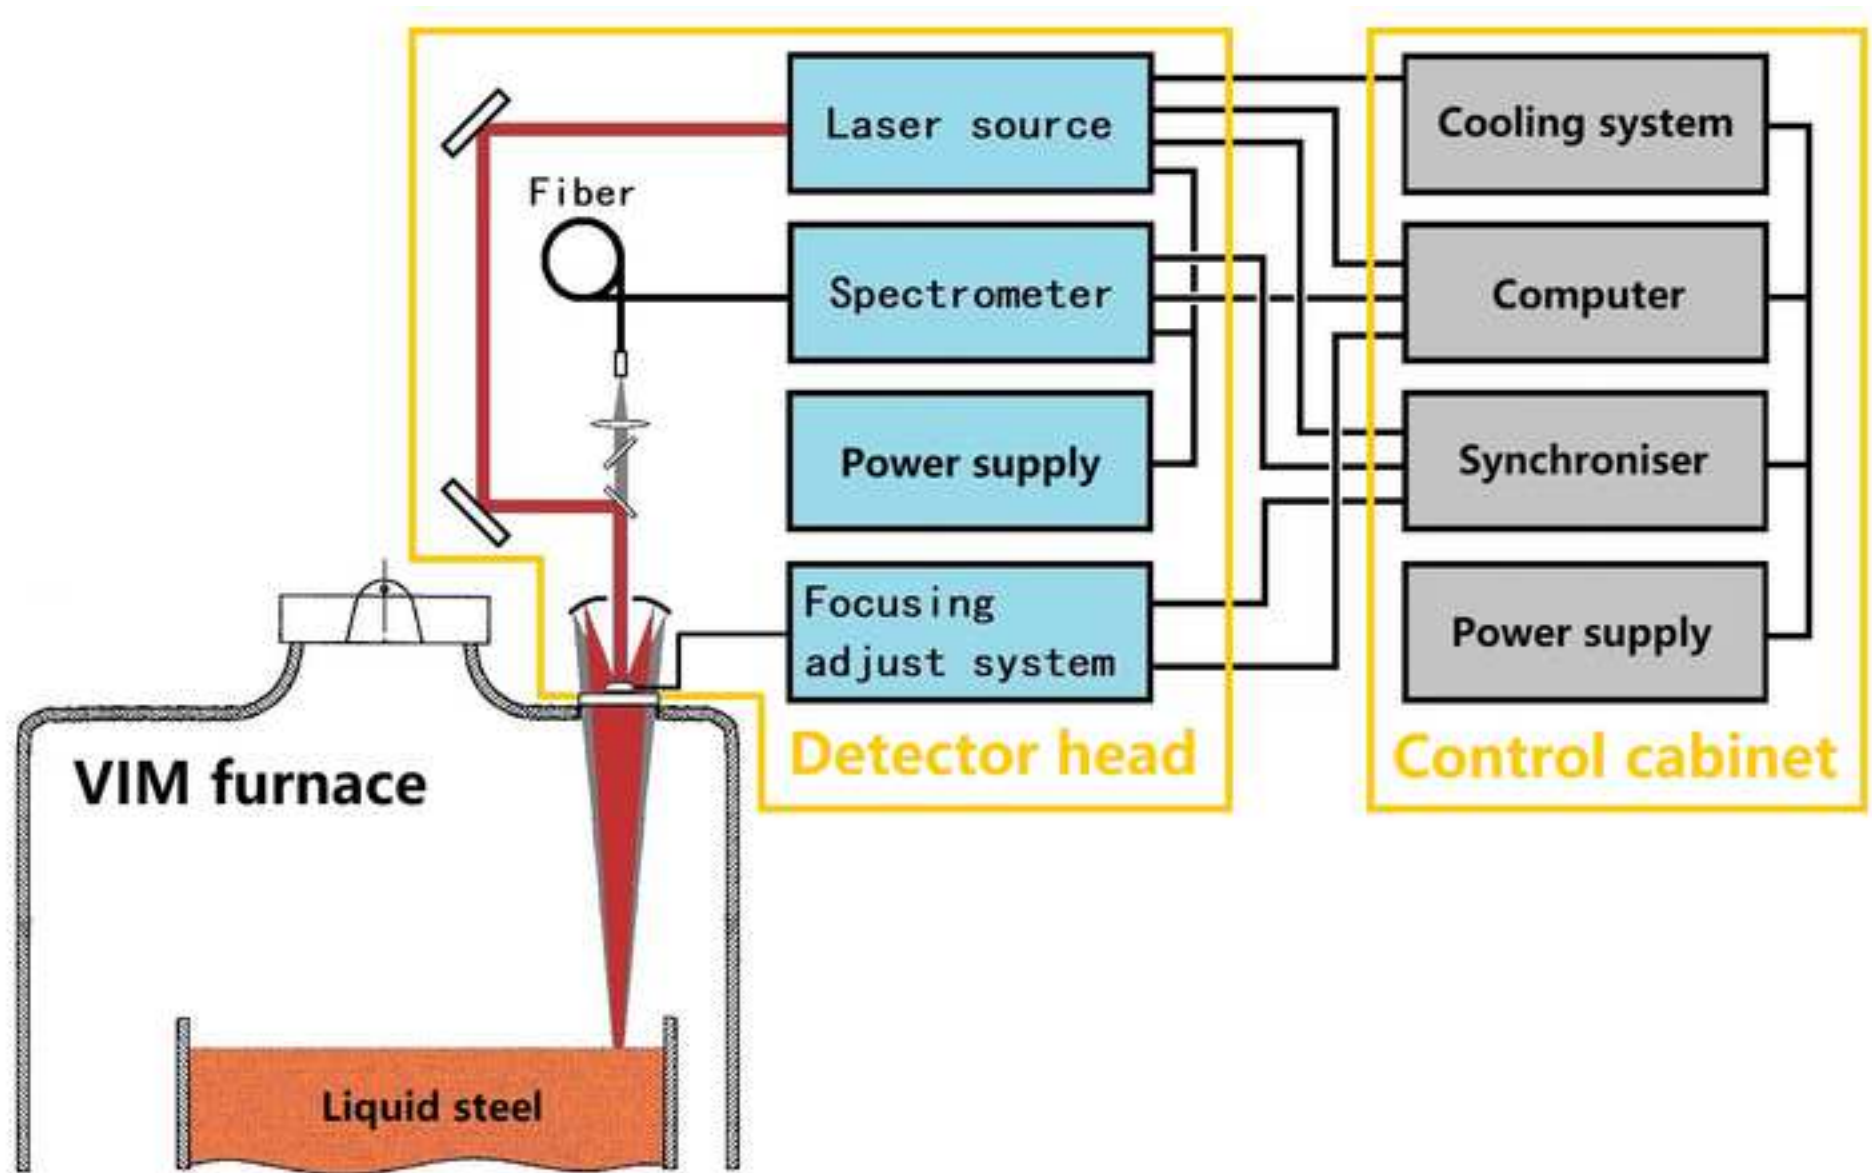 Laser source
Cooling system
Fiber
Spectrometer
Computer
Power supply
Synchroniser
Focusing
adjust system
Power supply
Detector head
Control cabinet
VIM furnace
Liquid steel